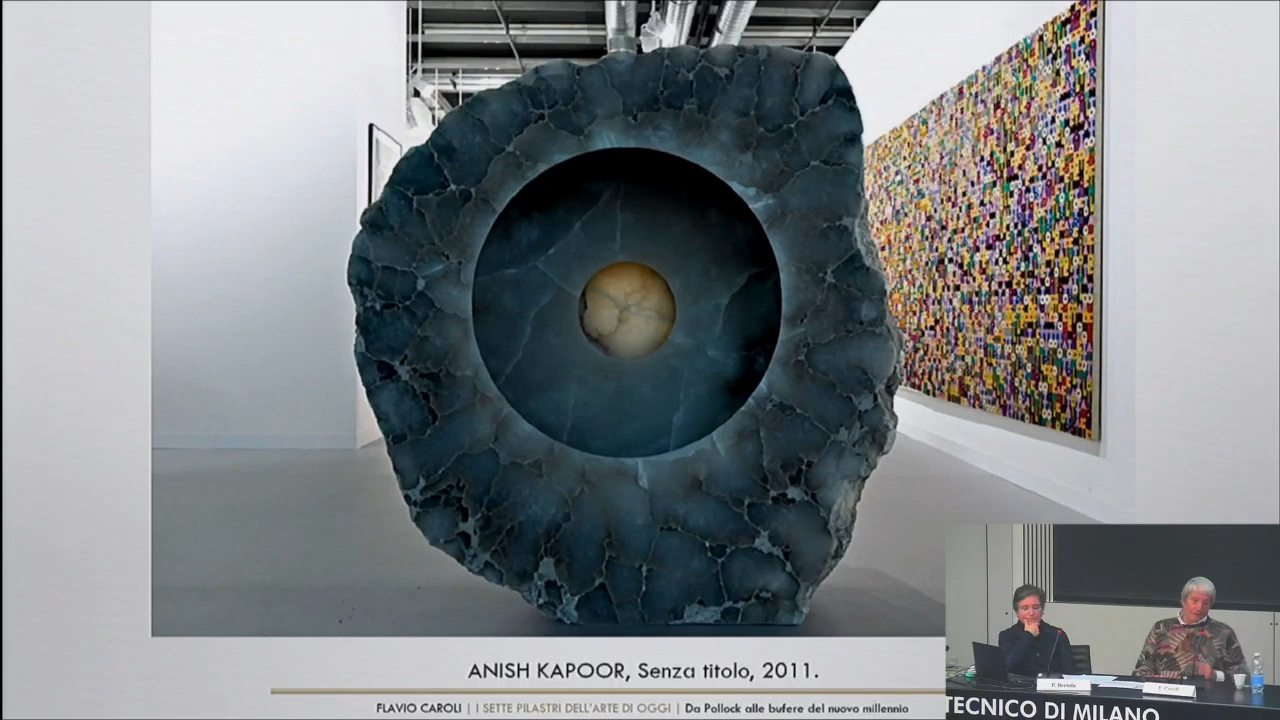 ANISH KAPOOR, Senza titolo, 2011.
FLAVIO CAROLI | I SETTE PILASTRI DELL'ARTE DI OGGI | Da Pollock alle bufere del nuovo millennio
TECNICO DI MILANO